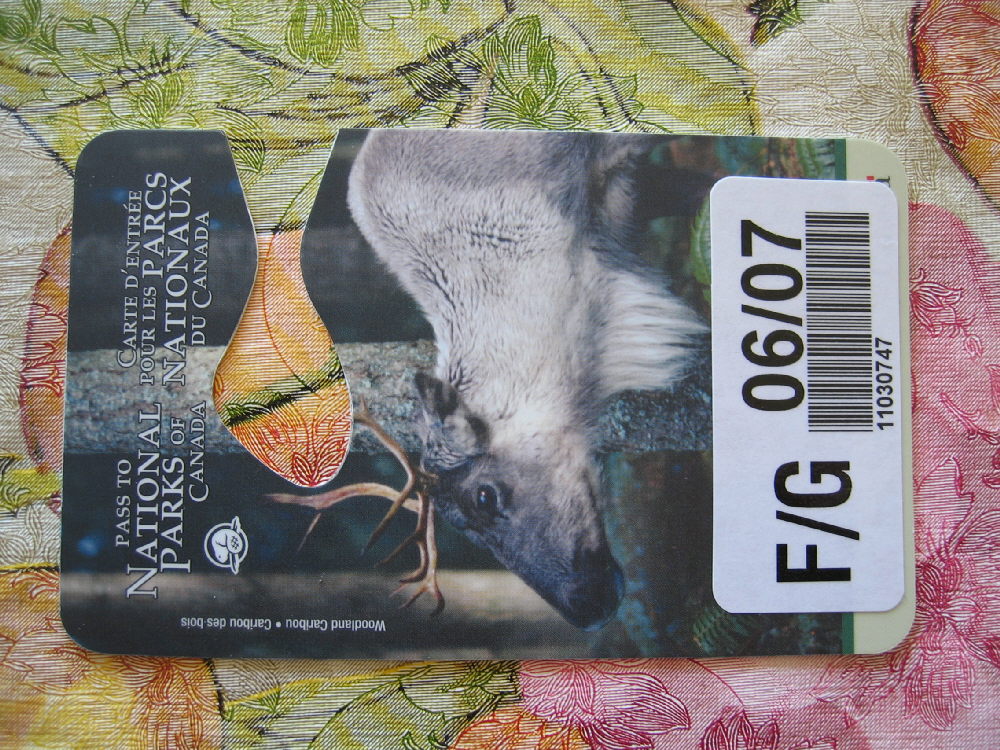 PASS TO
NATIONAL
PARKS OF
CANADA
CARTE D'ENTRÉE
POUR LES PARCS
NATIONAUX
DU CANADA
Woodland Caribou • Caribou des-bois
F/G 06/07
11030747